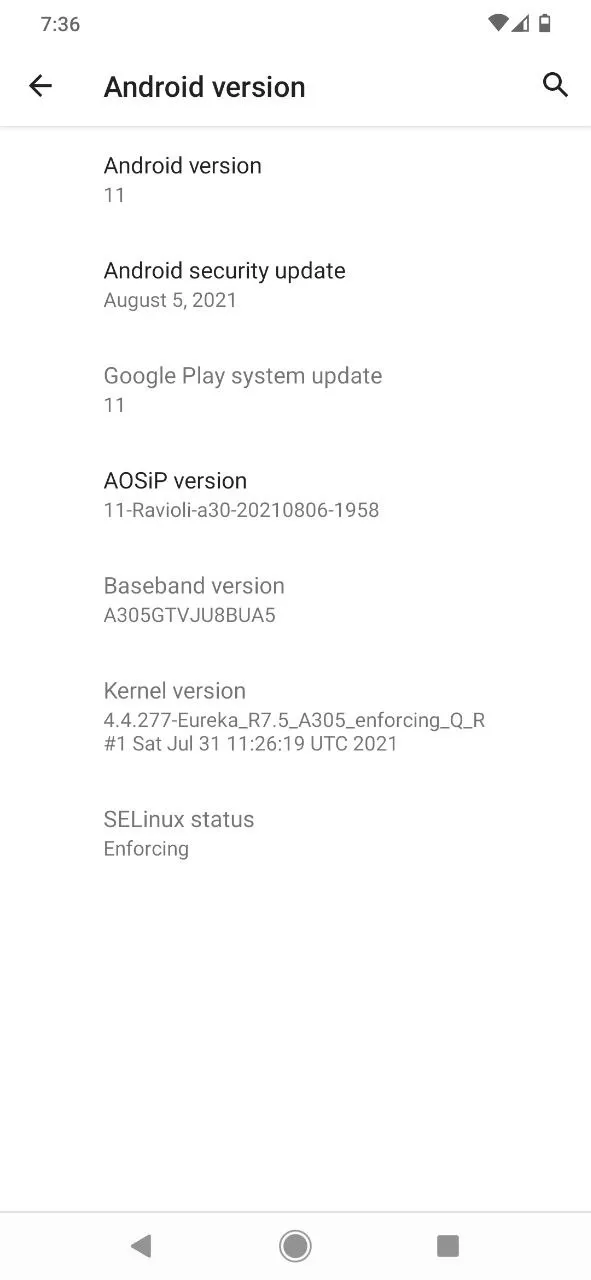 7:36
Android version
Android version
11
Android security update
August 5, 2021
Google Play system update
11
AOSiP version
11-Ravioli-a30-20210806-1958
Baseband version
A305GTVJU8BUA5
Kernel version
4.4.277-Eureka_R7.5_A305_enforcing_Q_R
#1 Sat Jul 31 11:26:19 UTC 2021
SELinux status
Enforcing